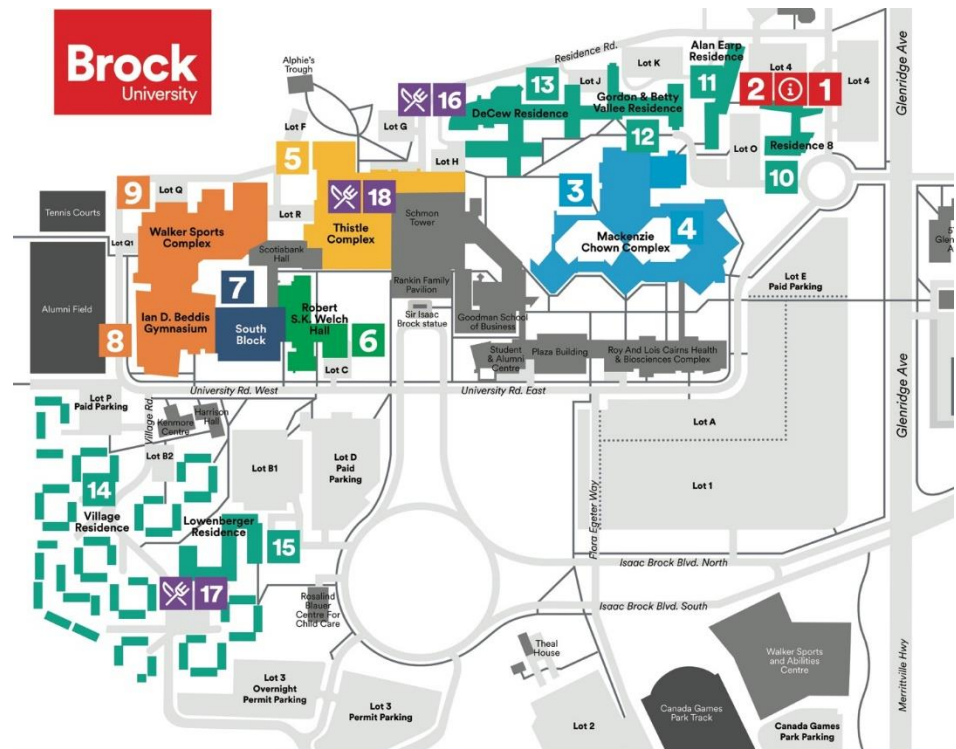 Brock
University
Alphie's
Trough
Residence Rd.
Alan Earp
Residence
Lot 4
Lot 4
Glenridge Ave
Lot K
Lot J
13
11
2
1
16
DeCew Residence
Gordon & Betty
Vallee Residence
Lot F
Lot G
12
Lot O
Residence 8
10
5
Lot H
9
Lot Q
3
18
Tennis Courts
Walker Sports
Complex
Lot R
Thistle
Complex
Schmon
Tower
4
Mackenzie
Chown Complex
Lot Q1
Scotiabank
Hall
Lot E
Paid Parking
Rankin Family
Pavilion
7
Alumni Field
Ian D. Beddis
Gymnasium
South
Block
Robert
S.K. Welch
Hall
Sir Isaac
Brock statue
Goodman School
of Business
8
6
Student
& Alumni
Centre
Plaza Building
Roy And Lois Cairns Health
& Biosciences Complex
Lot C
University Rd. West
University Rd. East
Glenridge Ave
Lot P
Paid Parking
Village Rd.
Kenmore
Centre
Harrison
Hall
Lot A
Lot B2
Lot B1
Lot D
Paid
Parking
14
Village
Residence
Lot 1
Flora Egeter Way
Lowenberger
Residence
15
Isaac Brock Blvd. North
17
Rosalind
Blauer
Centre For
Child Care
Isaac Brock Blvd. South
Theal
House
Walker Sports
and Abilities
Centre
Merrittville Hwy
Lot 3
Overnight
Permit Parking
Lot 3
Permit Parking
Lot 2
Canada Games
Park Track
Canada Games
Park Parking